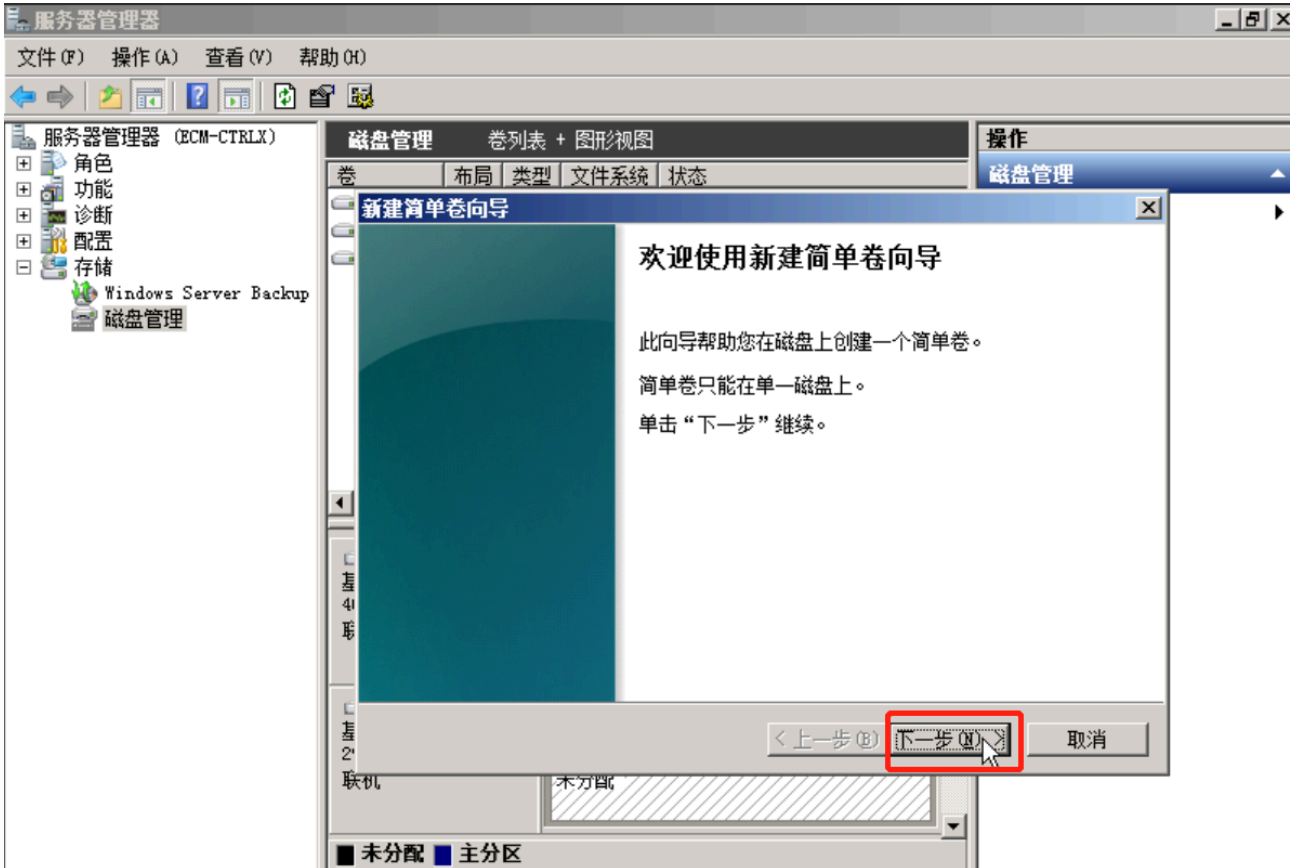 服务器管理器
文件(F) 操作(A) 查看(V) 帮助(H)
服务器管理器 (ECM-CTRLX)
角色
功能
诊断
配置
存储
Windows Server Backup
磁盘管理
磁盘管理 卷列表 + 图形视图
卷 布局 类型 文件系统 状态
操作
磁盘管理
新建简单卷向导
欢迎使用新建简单卷向导
此向导帮助您在磁盘上创建一个简单卷。
简单卷只能在单一磁盘上。
单击“下一步”继续。
< 上一步(B) 下一步(N) > 取消
联机
未分配
未分配 主分区